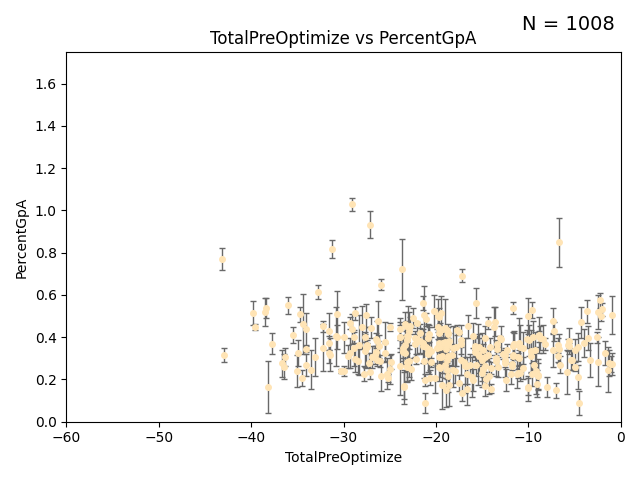 N = 1008
TotalPreOptimize vs PercentGpA
PercentGpA
1.6
1.4
1.2
1.0
0.8
0.6
0.4
0.2
0.0
−60 −50 −40 −30 −20 −10 0
TotalPreOptimize